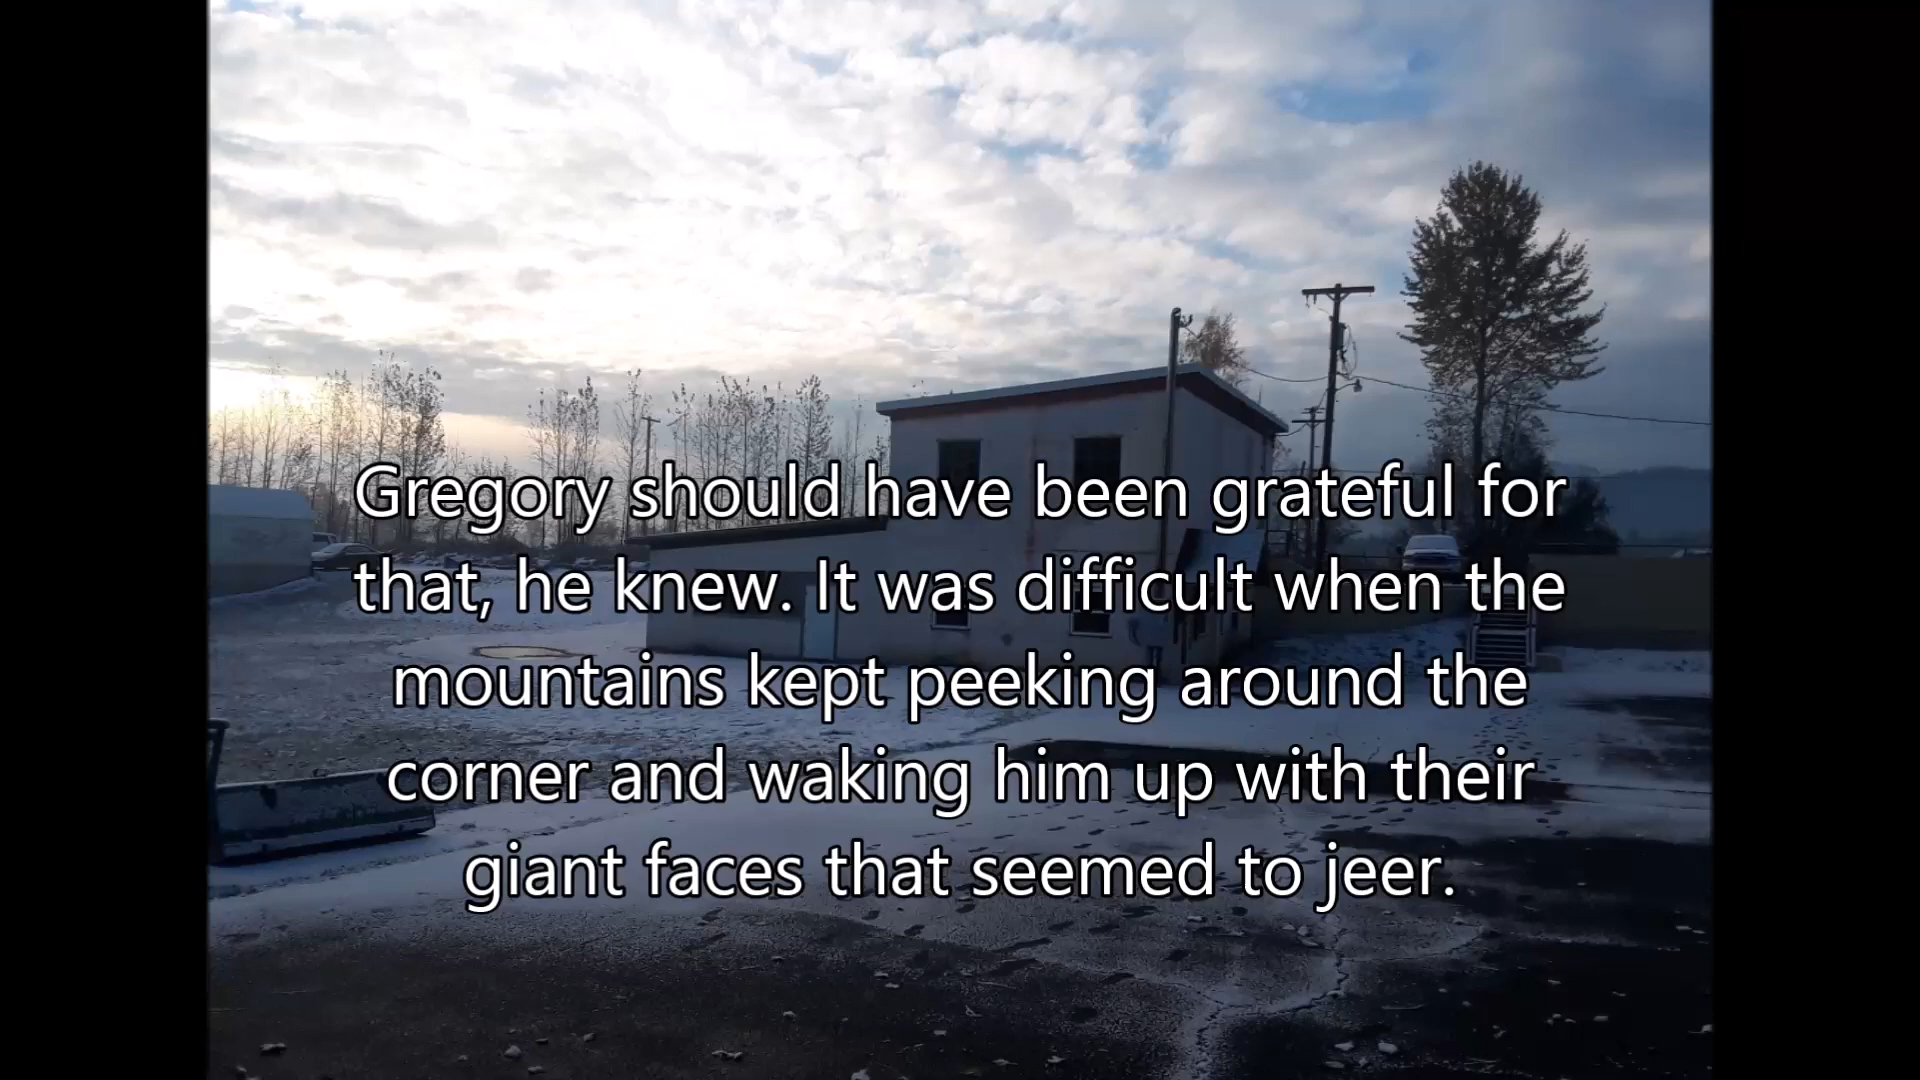 Gregory should have been grateful for
that, he knew. It was difficult when the
mountains kept peeking around the
corner and waking him up with their
giant faces that seemed to jeer.